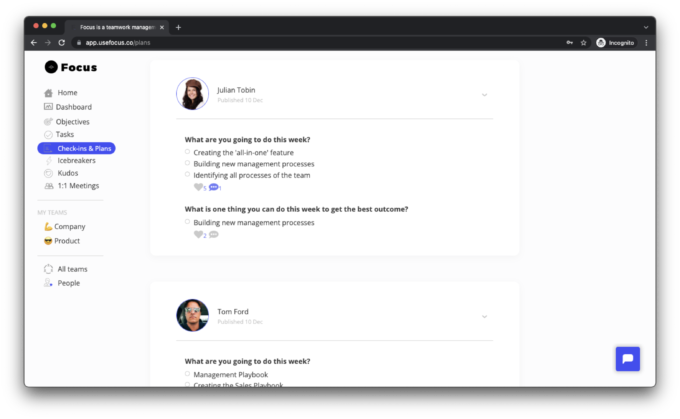 Focus is a teamwork manage
app.usefocus.co/plans
Incognito
Focus
Home
Dashboard
Objectives
Tasks
Check-ins & Plans
Icebreakers
Kudos
1:1 Meetings
MY TEAMS
Company
Product
All teams
People
Julian Tobin
Published 10 Dec
What are you going to do this week?
Creating the 'all-in-one' feature
Building new management processes
Identifying all processes of the team
5 1
What is one thing you can do this week to get the best outcome?
Building new management processes
2
Tom Ford
Published 10 Dec
What are you going to do this week?
Management Playbook
Creating the Sales Playbook